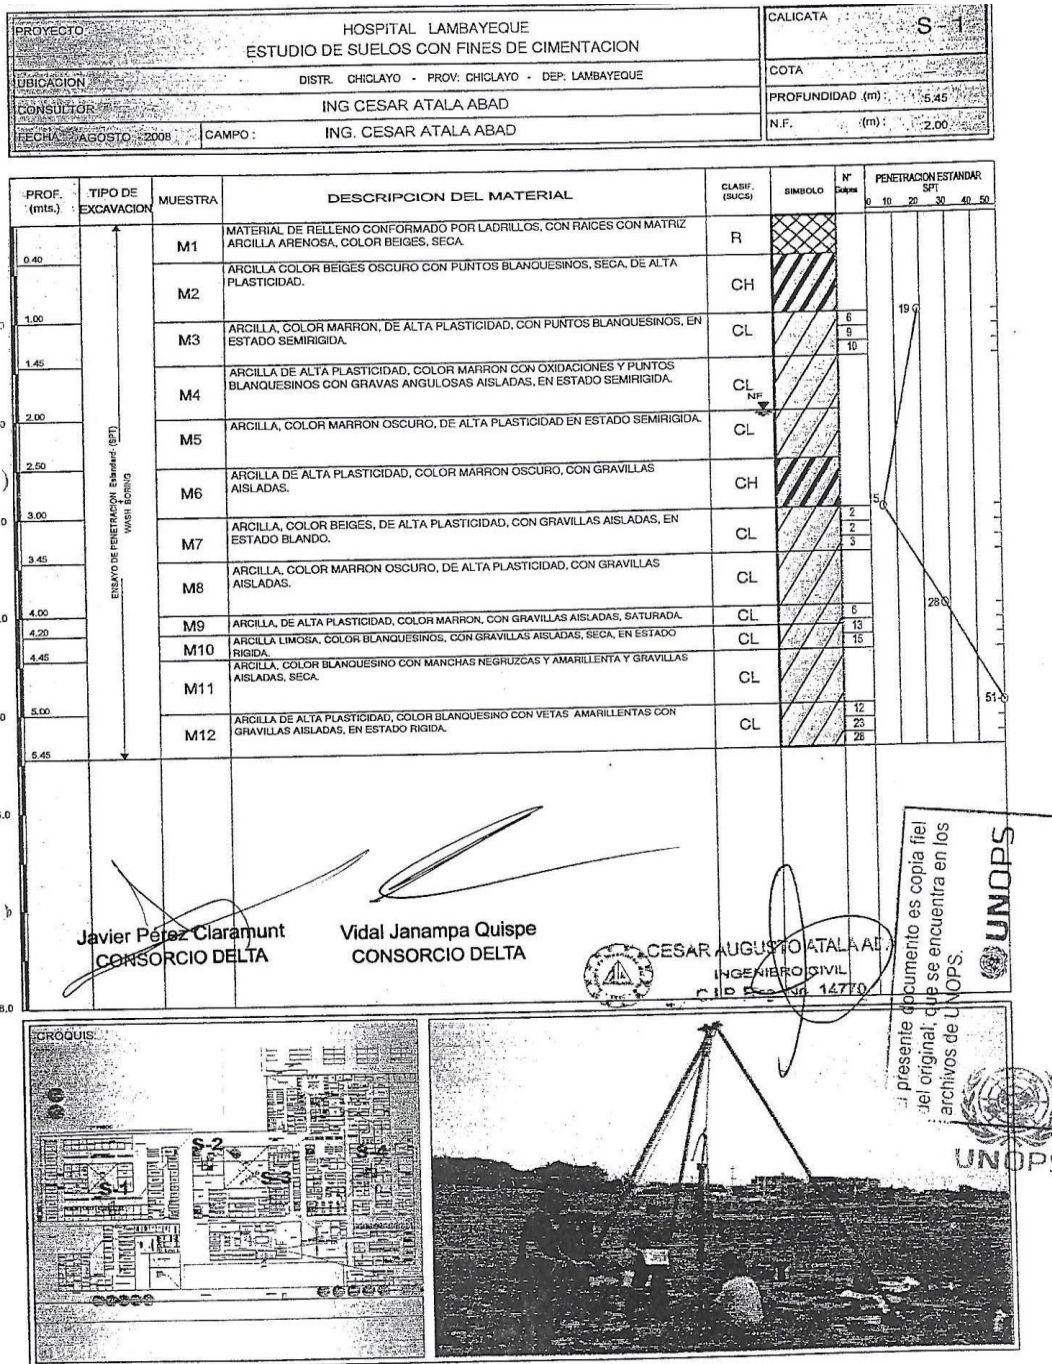 PROYECTO
HOSPITAL LAMBAYEQUE
ESTUDIO DE SUELOS CON FINES DE CIMENTACION
CALICATA S-1
UBICACION DISTR. CHICLAYO - PROV: CHICLAYO - DEP: LAMBAYEQUE
COTA —
CONSULTOR ING CESAR ATALA ABAD
PROFUNDIDAD (m): 5.45
FECHA: AGOSTO 2008 CAMPO: ING. CESAR ATALA ABAD
N.F. (m): 2.00
PROF. (mts.)
TIPO DE EXCAVACION
MUESTRA
DESCRIPCION DEL MATERIAL
CLASIF. (SUCS)
SIMBOLO
N° Golpes
PENETRACION ESTANDAR
SPT
0 10 20 30 40 50
ENSAYO DE PENETRACION Estandard-(SPT)
WASH BORING
M1
MATERIAL DE RELLENO CONFORMADO POR LADRILLOS, CON RAICES CON MATRIZ
ARCILLA ARENOSA, COLOR BEIGES, SECA.
R
0.40
M2
ARCILLA COLOR BEIGES OSCURO CON PUNTOS BLANQUESINOS, SECA, DE ALTA
PLASTICIDAD.
CH
1.00
M3
ARCILLA, COLOR MARRON, DE ALTA PLASTICIDAD, CON PUNTOS BLANQUESINOS, EN
ESTADO SEMIRIGIDA.
CL
6
9
10
19
1.45
M4
ARCILLA DE ALTA PLASTICIDAD, COLOR MARRON CON OXIDACIONES Y PUNTOS
BLANQUESINOS CON GRAVAS ANGULOSAS AISLADAS, EN ESTADO SEMIRIGIDA.
CL
NF
2.00
M5
ARCILLA, COLOR MARRON OSCURO, DE ALTA PLASTICIDAD EN ESTADO SEMIRIGIDA.
CL
2.50
M6
ARCILLA DE ALTA PLASTICIDAD, COLOR MARRON OSCURO, CON GRAVILLAS
AISLADAS.
CH
3.00
M7
ARCILLA, COLOR BEIGES, DE ALTA PLASTICIDAD, CON GRAVILLAS AISLADAS, EN
ESTADO BLANDO.
CL
2
2
3
5
3.45
M8
ARCILLA, COLOR MARRON OSCURO, DE ALTA PLASTICIDAD, CON GRAVILLAS
AISLADAS.
CL
4.00
M9
ARCILLA, DE ALTA PLASTICIDAD, COLOR MARRON, CON GRAVILLAS AISLADAS, SATURADA.
CL
6
13
15
28
4.20
M10
ARCILLA LIMOSA, COLOR BLANQUESINOS, CON GRAVILLAS AISLADAS, SECA, EN ESTADO
RIGIDA.
CL
4.45
M11
ARCILLA, COLOR BLANQUESINO CON MANCHAS NEGRUZCAS Y AMARILLENTA Y GRAVILLAS
AISLADAS, SECA.
CL
5.00
M12
ARCILLA DE ALTA PLASTICIDAD, COLOR BLANQUESINO CON VETAS AMARILLENTAS CON
GRAVILLAS AISLADAS, EN ESTADO RIGIDA.
CL
12
23
28
51
5.45
8.0
Javier Pérez Claramunt
CONSORCIO DELTA
Vidal Janampa Quispe
CONSORCIO DELTA
CESAR AUGUSTO ATALA
INGENIERO CIVIL
14770
presente documento es copia fiel
del original, que se encuentra en los
archivos de UNOPS.
UNOPS
UNOPS
CROQUIS:
S-1
S-2
S-3
S-4